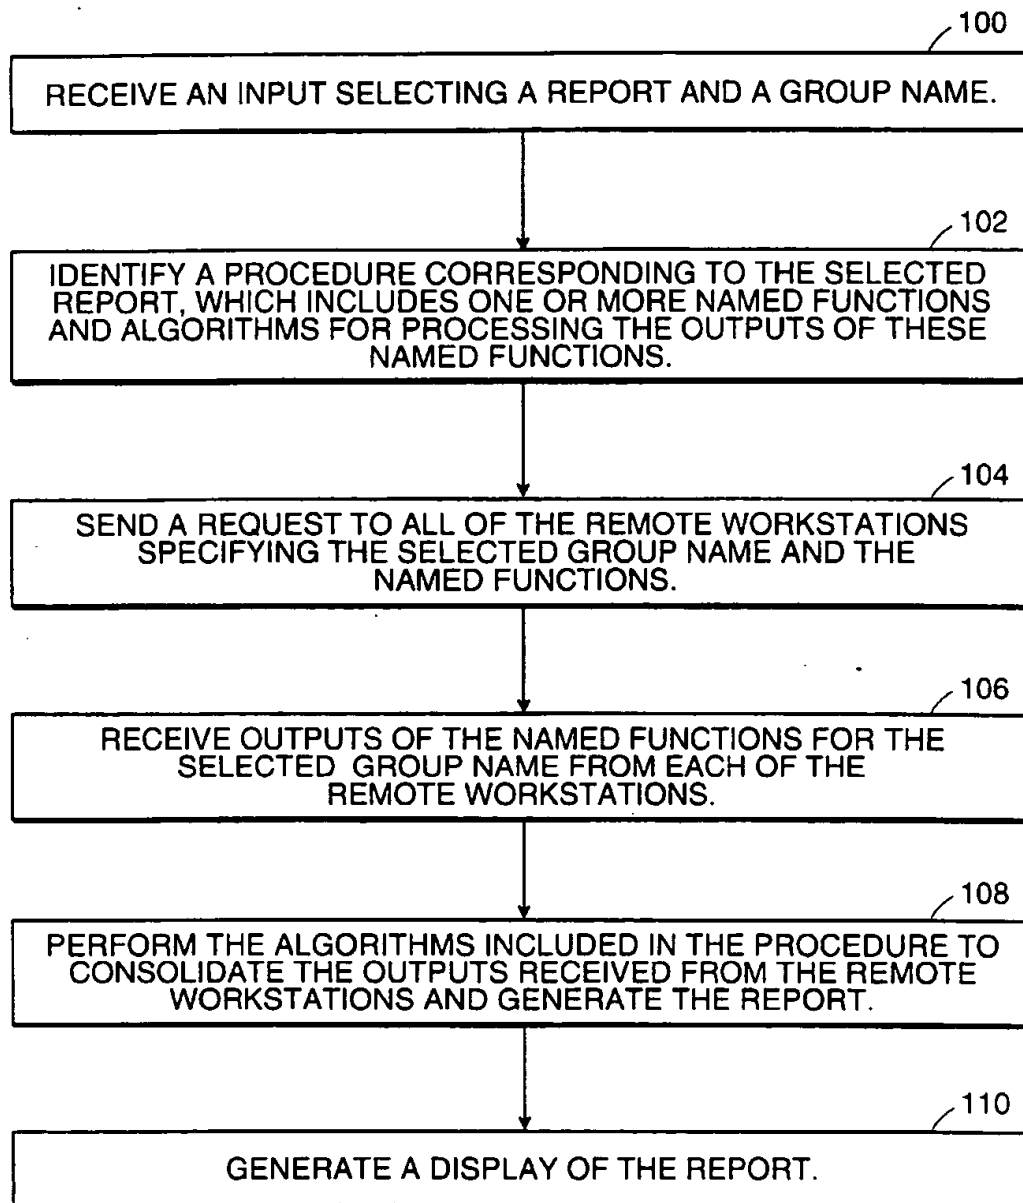 100
RECEIVE AN INPUT SELECTING A REPORT AND A GROUP NAME.
102
IDENTIFY A PROCEDURE CORRESPONDING TO THE SELECTED
REPORT, WHICH INCLUDES ONE OR MORE NAMED FUNCTIONS
AND ALGORITHMS FOR PROCESSING THE OUTPUTS OF THESE
NAMED FUNCTIONS.
104
SEND A REQUEST TO ALL OF THE REMOTE WORKSTATIONS
SPECIFYING THE SELECTED GROUP NAME AND THE
NAMED FUNCTIONS.
106
RECEIVE OUTPUTS OF THE NAMED FUNCTIONS FOR THE
SELECTED GROUP NAME FROM EACH OF THE
REMOTE WORKSTATIONS.
108
PERFORM THE ALGORITHMS INCLUDED IN THE PROCEDURE TO
CONSOLIDATE THE OUTPUTS RECEIVED FROM THE REMOTE
WORKSTATIONS AND GENERATE THE REPORT.
110
GENERATE A DISPLAY OF THE REPORT.